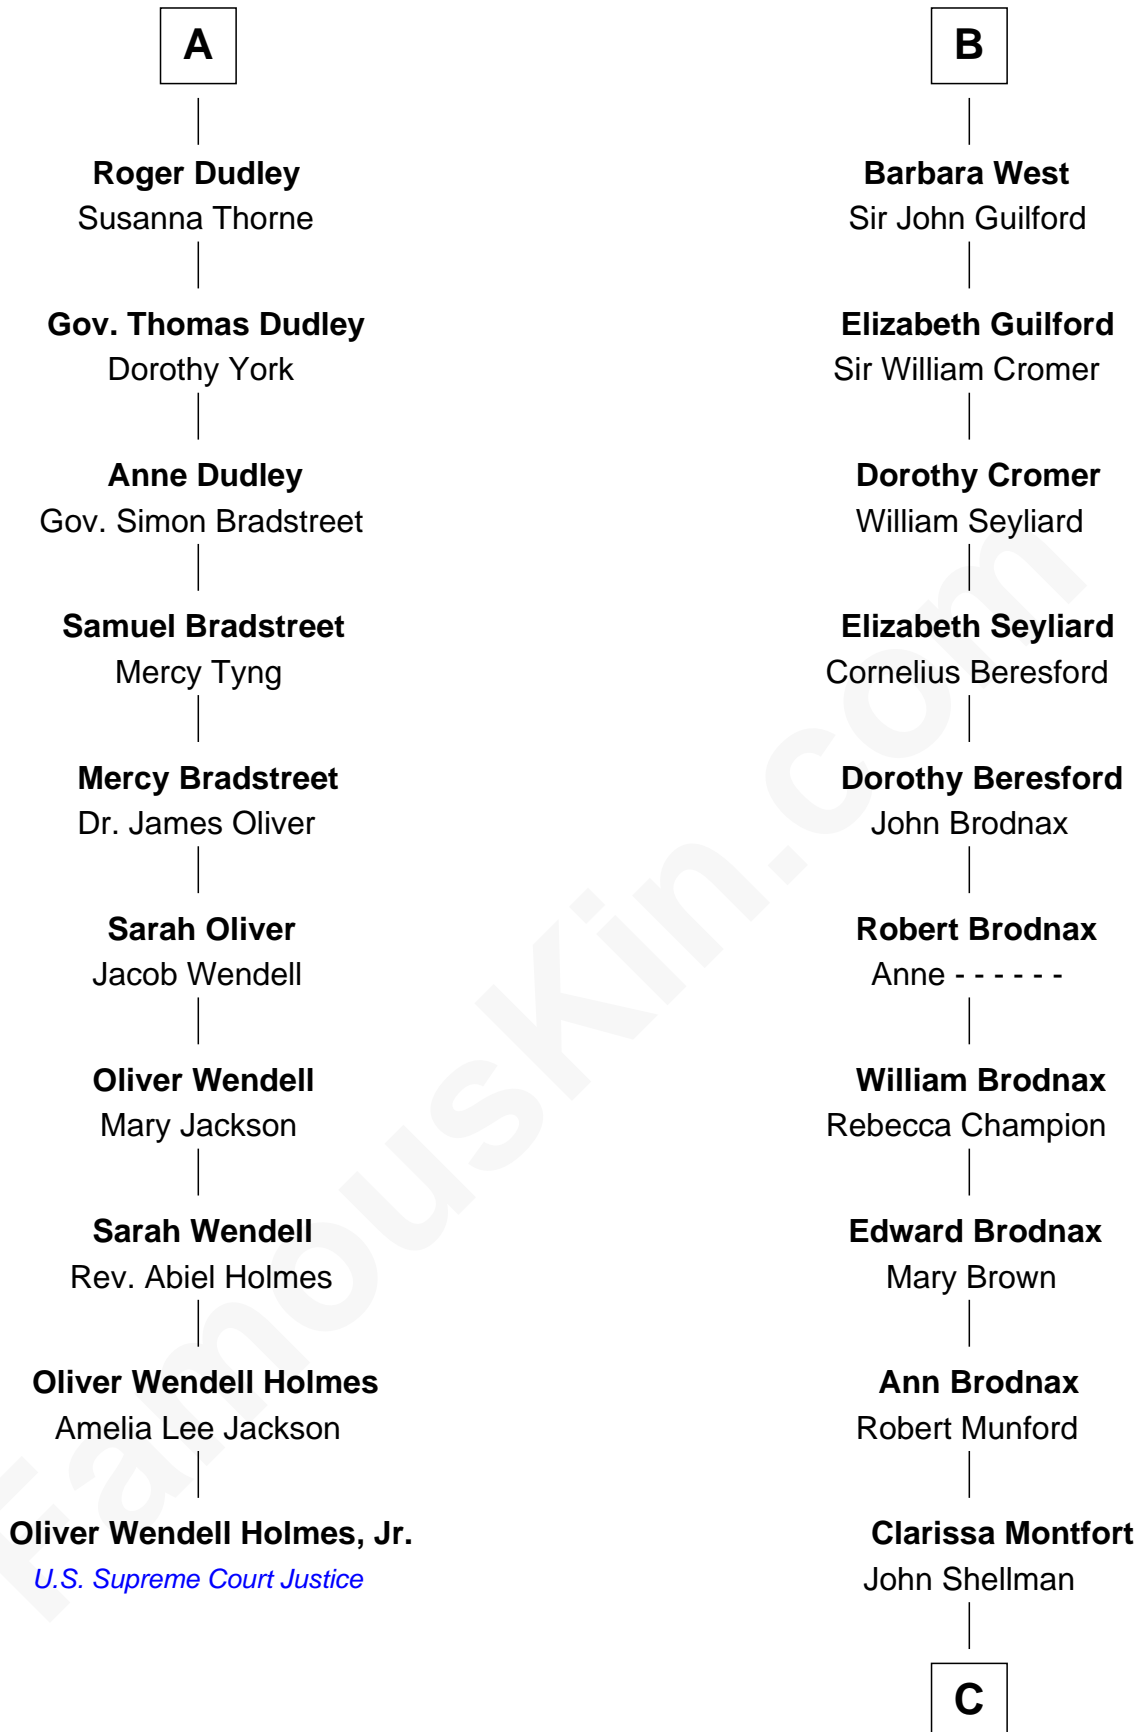 A
Roger Dudley
Susanna Thorne
Gov. Thomas Dudley
Dorothy York
Anne Dudley
Gov. Simon Bradstreet
Samuel Bradstreet
Mercy Tyng
Mercy Bradstreet
Dr. James Oliver
Sarah Oliver
Jacob Wendell
Oliver Wendell
Mary Jackson
Sarah Wendell
Rev. Abiel Holmes
Oliver Wendell Holmes
Amelia Lee Jackson
Oliver Wendell Holmes, Jr.
U.S. Supreme Court Justice
B
Barbara West
Sir John Guilford
Elizabeth Guilford
Sir William Cromer
Dorothy Cromer
William Seyliard
Elizabeth Seyliard
Cornelius Beresford
Dorothy Beresford
John Brodnax
Robert Brodnax
Anne - - - - - -
William Brodnax
Rebecca Champion
Edward Brodnax
Mary Brown
Ann Brodnax
Robert Munford
Clarissa Montfort
John Shellman
C
FamousKin.com